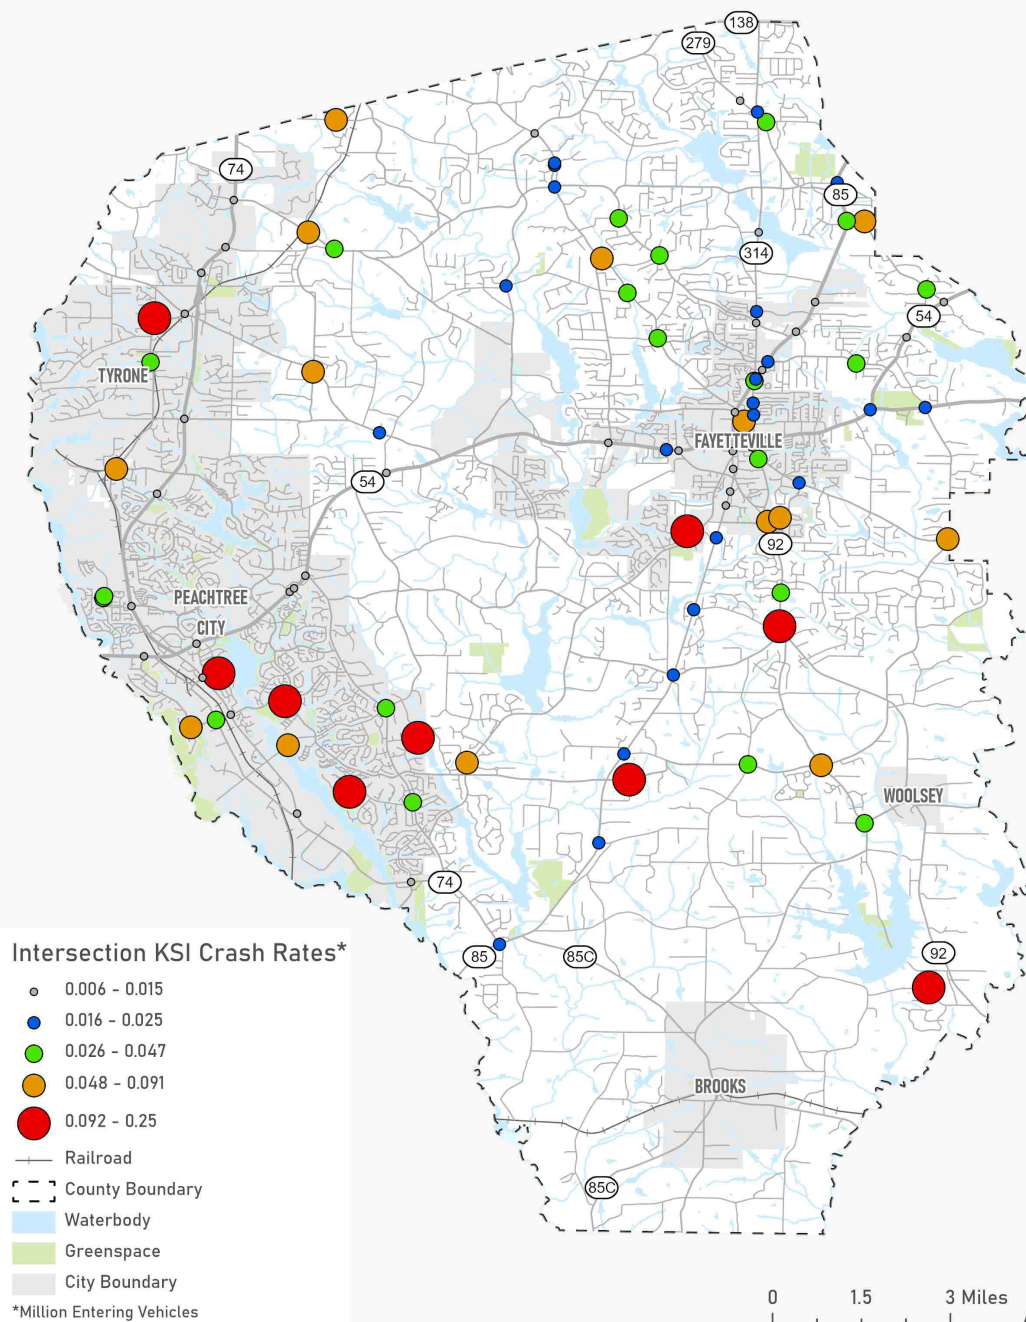 138
279
74
85
314
54
TYRONE
FAYETTEVILLE
54
92
PEACHTREE
CITY
WOOLSEY
74
85
85C
92
BROOKS
85C
Intersection KSI Crash Rates*
0.006 - 0.015
0.016 - 0.025
0.026 - 0.047
0.048 - 0.091
0.092 - 0.25
Railroad
County Boundary
Waterbody
Greenspace
City Boundary
*Million Entering Vehicles
0 1.5 3 Miles